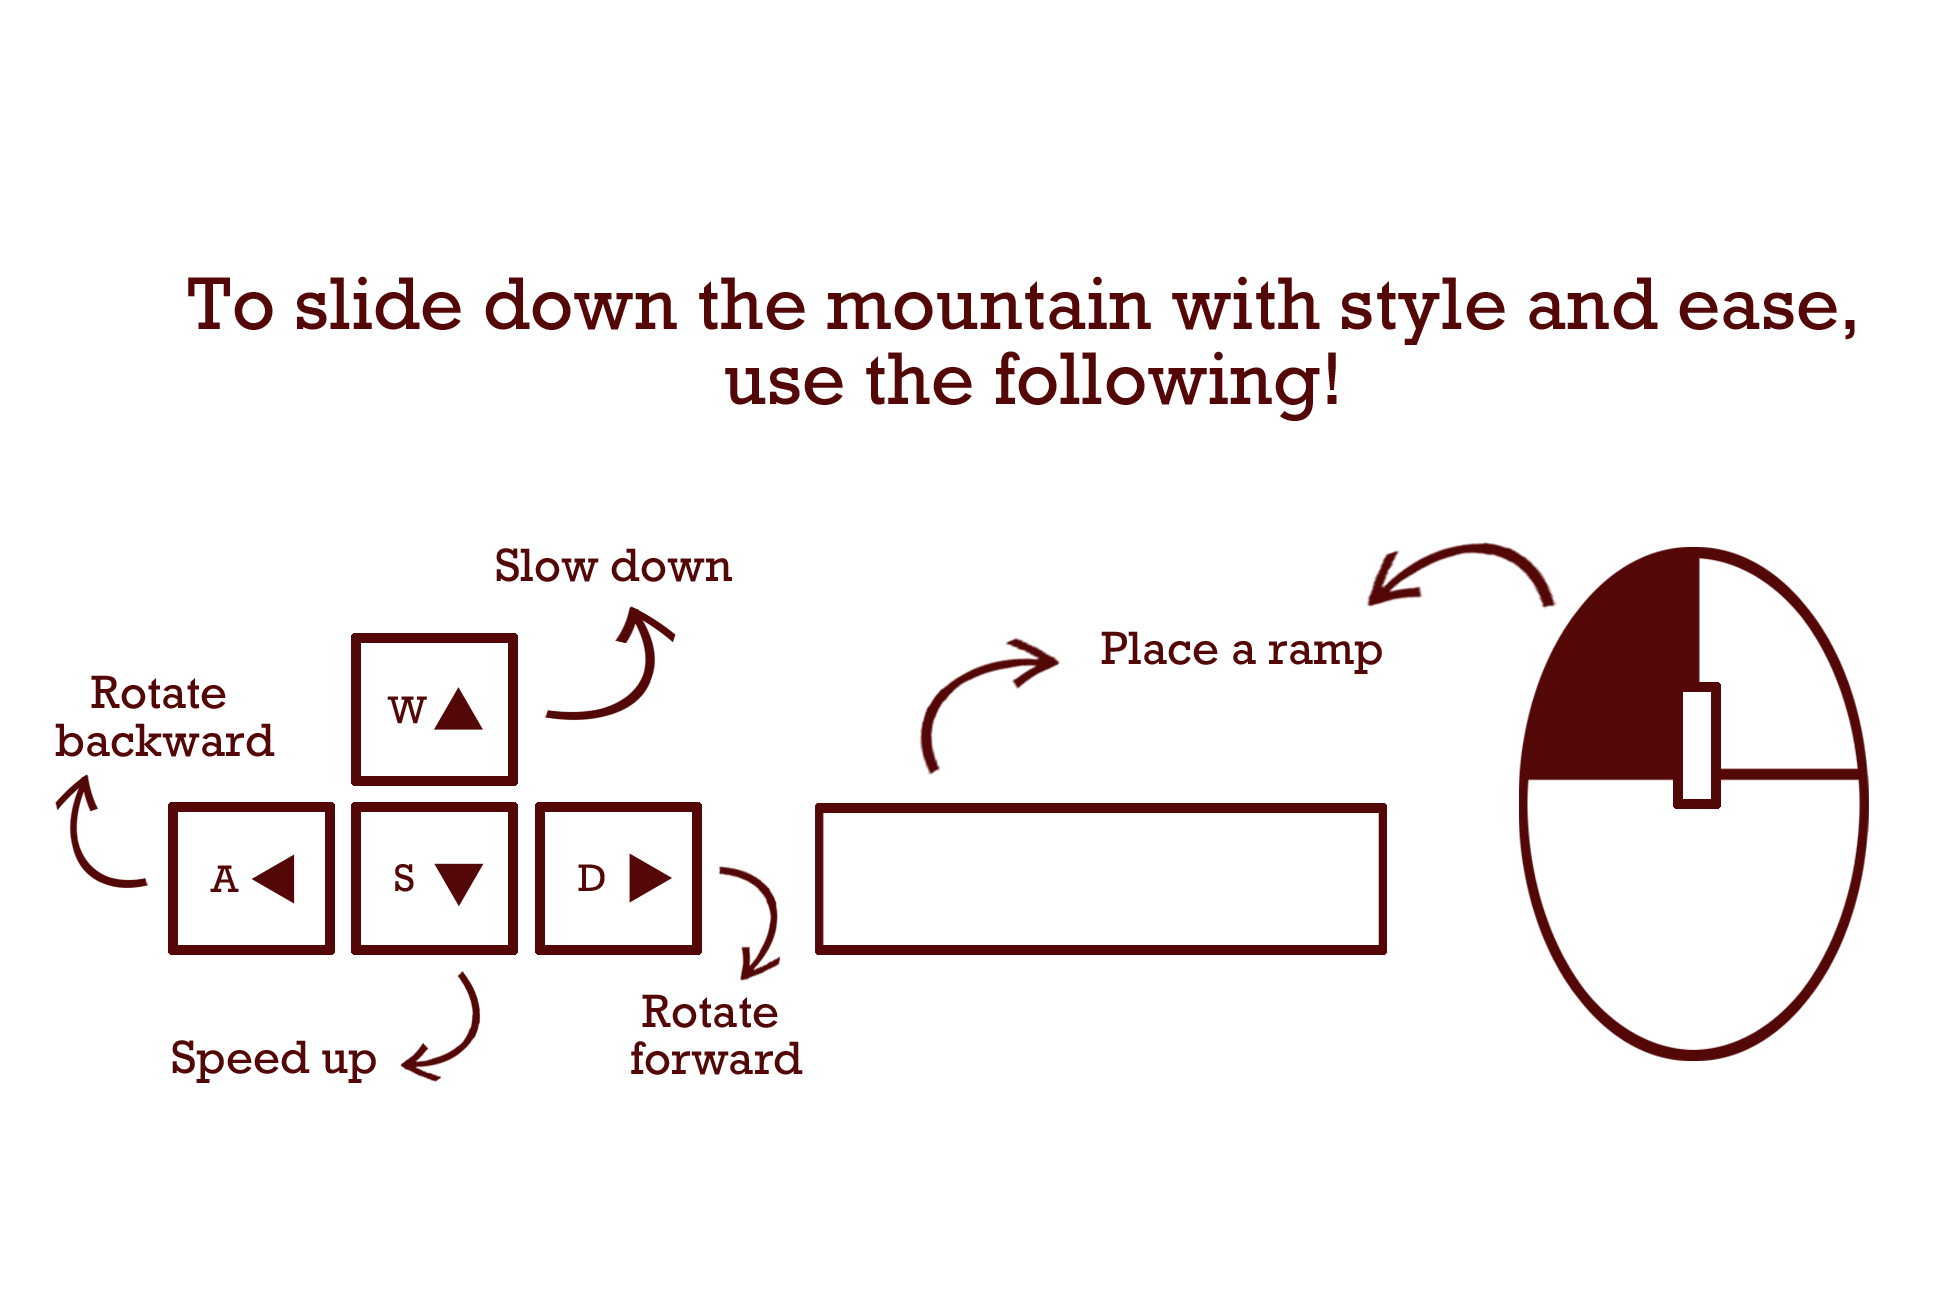 To slide down the mountain with style and ease,
use the following!
Slow down
Place a ramp
Rotate
backward
W
A
S
D
Speed up
Rotate
forward